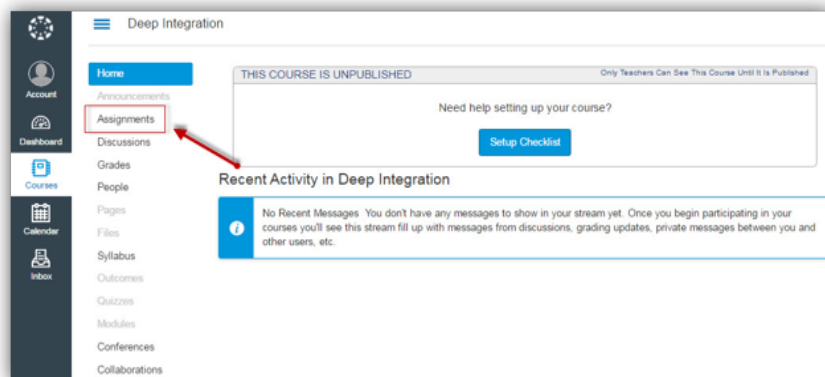 Deep Integration
Account
Dashboard
Courses
Calendar
Inbox
Home
Announcements
Assignments
Discussions
Grades
People
Pages
Files
Syllabus
Outcomes
Quizzes
Modules
Conferences
Collaborations
THIS COURSE IS UNPUBLISHED
Only Teachers Can See This Course Until It Is Published
Need help setting up your course?
Setup Checklist
Recent Activity in Deep Integration
No Recent Messages You don't have any messages to show in your stream yet. Once you begin participating in your
courses you'll see this stream fill up with messages from discussions, grading updates, private messages between you and
other users, etc.